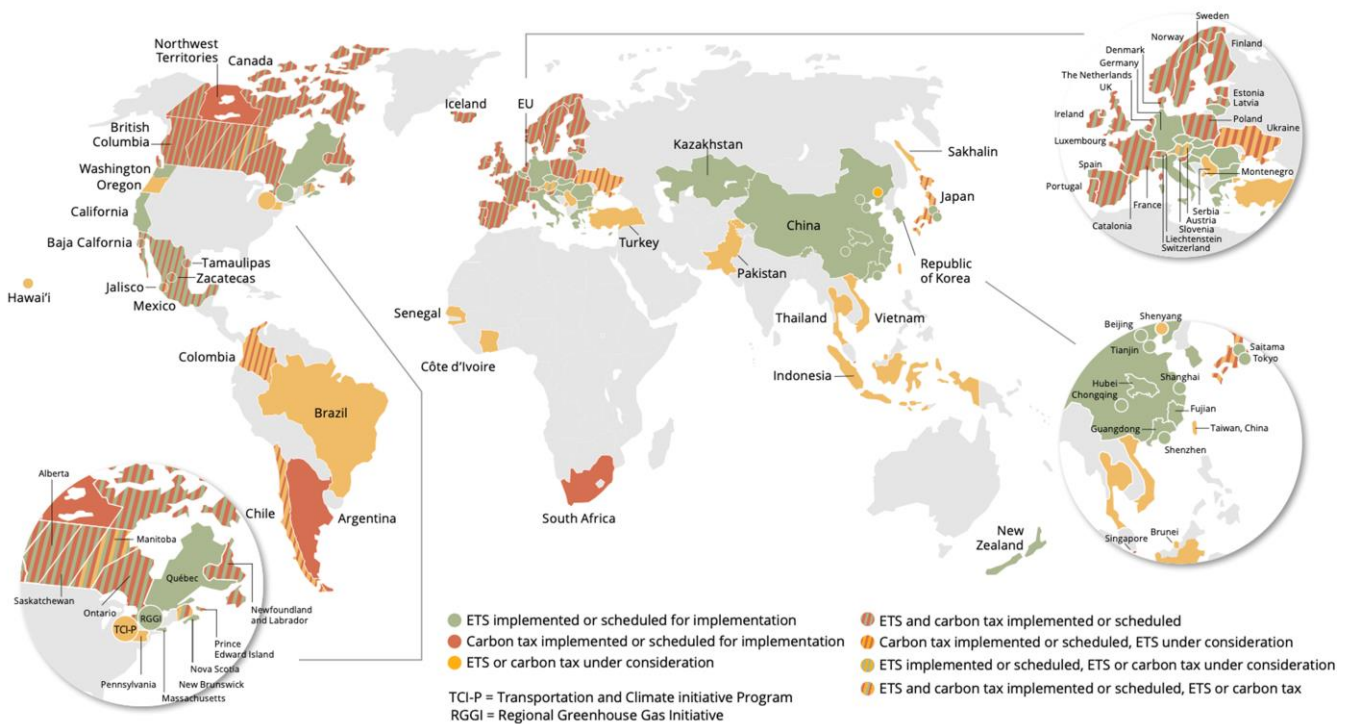 Northwest
Territories
Canada
British
Columbia
Washington
Oregon
California
Baja Calfornia
Tamaulipas
Zacatecas
Jalisco
Mexico
Hawai'i
Colombia
Brazil
Chile
Argentina
Iceland
EU
Kazakhstan
China
Sakhalin
Japan
Republic
of Korea
Turkey
Pakistan
Thailand
Vietnam
Indonesia
Senegal
Côte d'Ivoire
South Africa
New
Zealand
Sweden
Norway
Finland
Denmark
Germany
The Netherlands
UK
Ireland
Luxembourg
Spain
Portugal
Estonia
Latvia
Poland
Ukraine
Montenegro
France
Catalonia
Serbia
Austria
Slovenia
Liechtenstein
Switzerland
Shenyang
Beijing
Tianjin
Saitama
Tokyo
Hubei
Shanghai
Chongqing
Fujian
Guangdong
Taiwan, China
Shenzhen
Brunei
Singapore
Alberta
Manitoba
Québec
Saskatchewan
Ontario
RGGI
TCI-P
Newfoundland
and Labrador
Prince
Edward Island
Nova Scotia
New Brunswick
Pennsylvania
Massachusetts
ETS implemented or scheduled for implementation
Carbon tax implemented or scheduled for implementation
ETS or carbon tax under consideration
TCI-P = Transportation and Climate initiative Program
RGGI = Regional Greenhouse Gas Initiative
ETS and carbon tax implemented or scheduled
Carbon tax implemented or scheduled, ETS under consideration
ETS implemented or scheduled, ETS or carbon tax under consideration
ETS and carbon tax implemented or scheduled, ETS or carbon tax